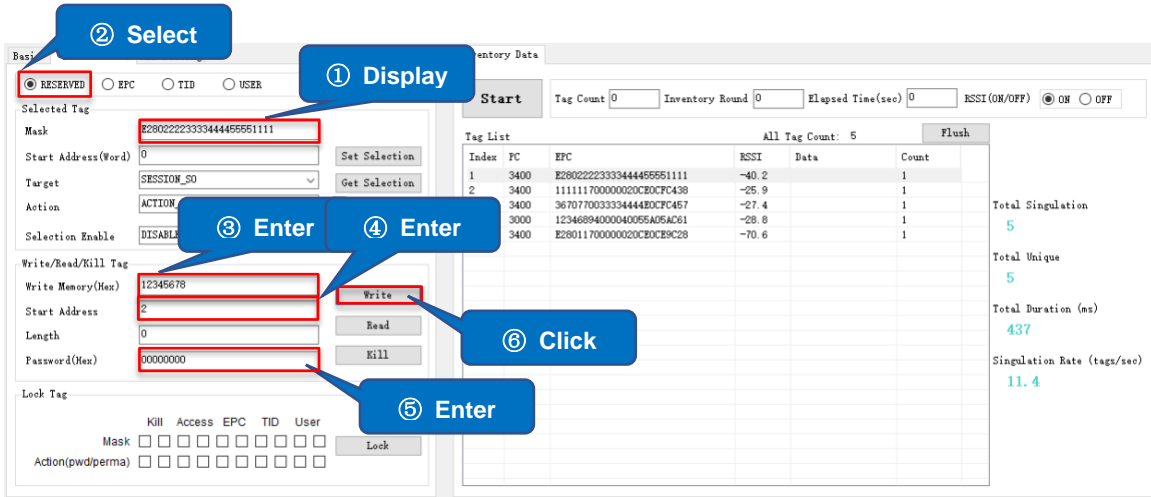 ② Select
① Display
Basi
entory Data
RESERVED EPC TID USER
Selected Tag
Mask E28022223333444455551111
Start Address(Word) 0 Set Selection
Target SESSION_S0 Get Selection
Action ACTION_
Selection Enable DISABLE
③ Enter ④ Enter
Write/Read/Kill Tag
Write Memory(Hex) 12345678 Write
Start Address 2
Length 0 Read
Password(Hex) 00000000 Kill
⑥ Click
⑤ Enter
Lock Tag
Kill Access EPC TID User
Mask Lock
Action(pwd/perma)
Start Tag Count 0 Inventory Round 0 Elapsed Time(sec) 0 RSSI(ON/OFF) ON OFF
Tag List All Tag Count: 5 Flush
Index PC EPC RSSI Data Count
1 3400 E28022223333444455551111 -40.2 1
2 3400 111111700000020CE0CFC438 -25.9 1
3400 3670770033334444E0CFC457 -27.4 1
3000 12346894000040055A05AC61 -28.8 1
3400 E28011700000020CE0CE9C28 -70.6 1
Total Singulation
5
Total Unique
5
Total Duration (ms)
437
Singulation Rate (tags/sec)
11.4